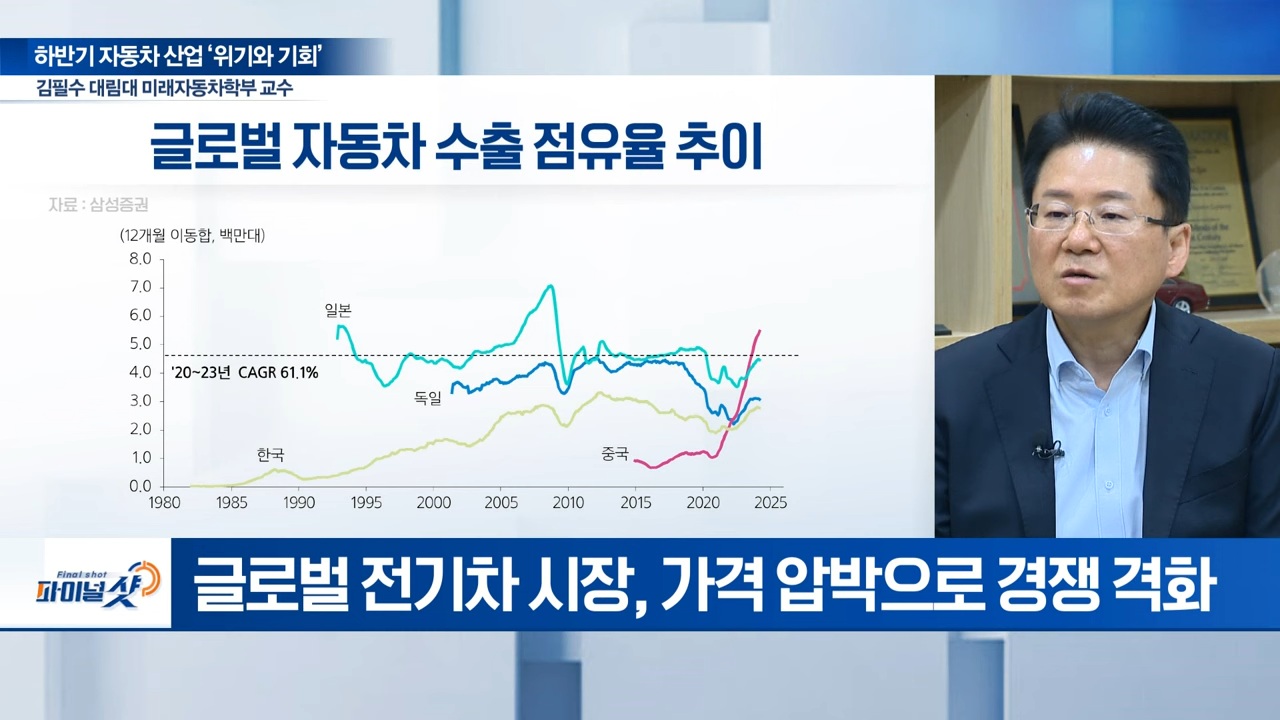 하반기 자동차 산업 ‘위기와 기회’
김필수 대림대 미래자동차학부 교수
글로벌 자동차 수출 점유율 추이
자료 : 삼성증권
(12개월 이동합, 백만대)
8.0
7.0
6.0
5.0
4.0
3.0
2.0
1.0
0.0
일본
'20~23년 CAGR 61.1%
독일
한국
중국
1980 1985 1990 1995 2000 2005 2010 2015 2020 2025
Final shot
파이널샷
글로벌 전기차 시장, 가격 압박으로 경쟁 격화